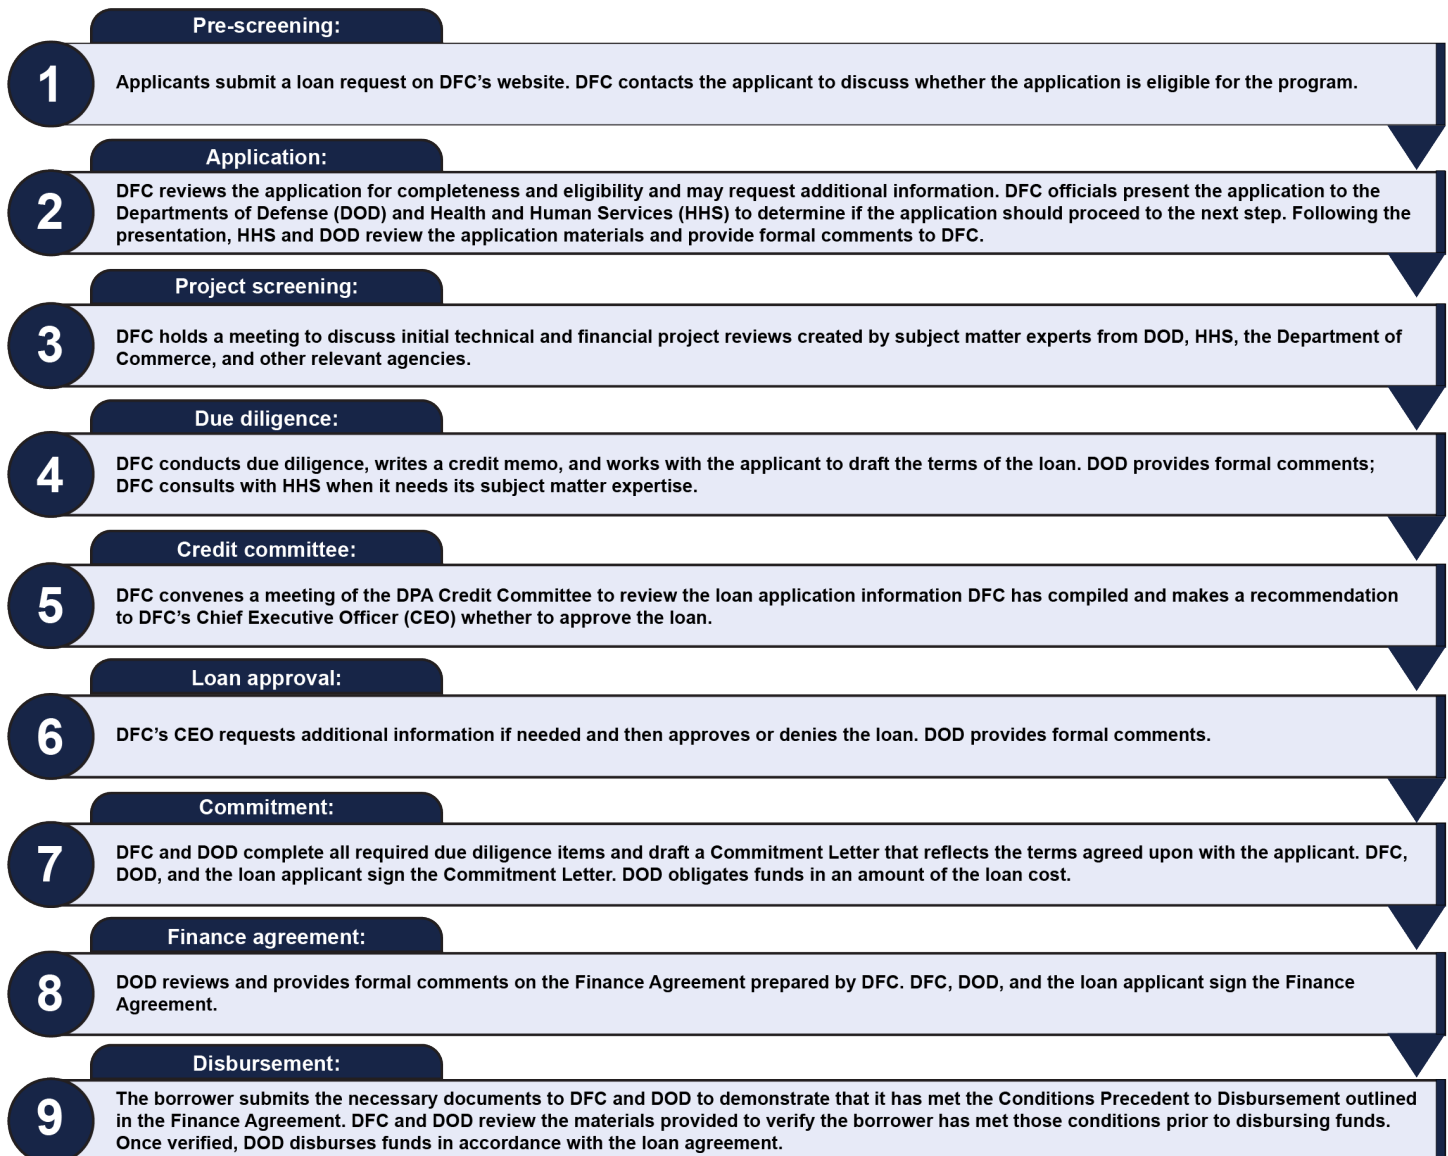 Pre-screening:
1
Applicants submit a loan request on DFC’s website. DFC contacts the applicant to discuss whether the application is eligible for the program.
Application:
2
DFC reviews the application for completeness and eligibility and may request additional information. DFC officials present the application to the
Departments of Defense (DOD) and Health and Human Services (HHS) to determine if the application should proceed to the next step. Following the
presentation, HHS and DOD review the application materials and provide formal comments to DFC.
Project screening:
3
DFC holds a meeting to discuss initial technical and financial project reviews created by subject matter experts from DOD, HHS, the Department of
Commerce, and other relevant agencies.
Due diligence:
4
DFC conducts due diligence, writes a credit memo, and works with the applicant to draft the terms of the loan. DOD provides formal comments;
DFC consults with HHS when it needs its subject matter expertise.
Credit committee:
5
DFC convenes a meeting of the DPA Credit Committee to review the loan application information DFC has compiled and makes a recommendation
to DFC’s Chief Executive Officer (CEO) whether to approve the loan.
Loan approval:
6
DFC’s CEO requests additional information if needed and then approves or denies the loan. DOD provides formal comments.
Commitment:
7
DFC and DOD complete all required due diligence items and draft a Commitment Letter that reflects the terms agreed upon with the applicant. DFC,
DOD, and the loan applicant sign the Commitment Letter. DOD obligates funds in an amount of the loan cost.
Finance agreement:
8
DOD reviews and provides formal comments on the Finance Agreement prepared by DFC. DFC, DOD, and the loan applicant sign the Finance
Agreement.
Disbursement:
9
The borrower submits the necessary documents to DFC and DOD to demonstrate that it has met the Conditions Precedent to Disbursement outlined
in the Finance Agreement. DFC and DOD review the materials provided to verify the borrower has met those conditions prior to disbursing funds.
Once verified, DOD disburses funds in accordance with the loan agreement.